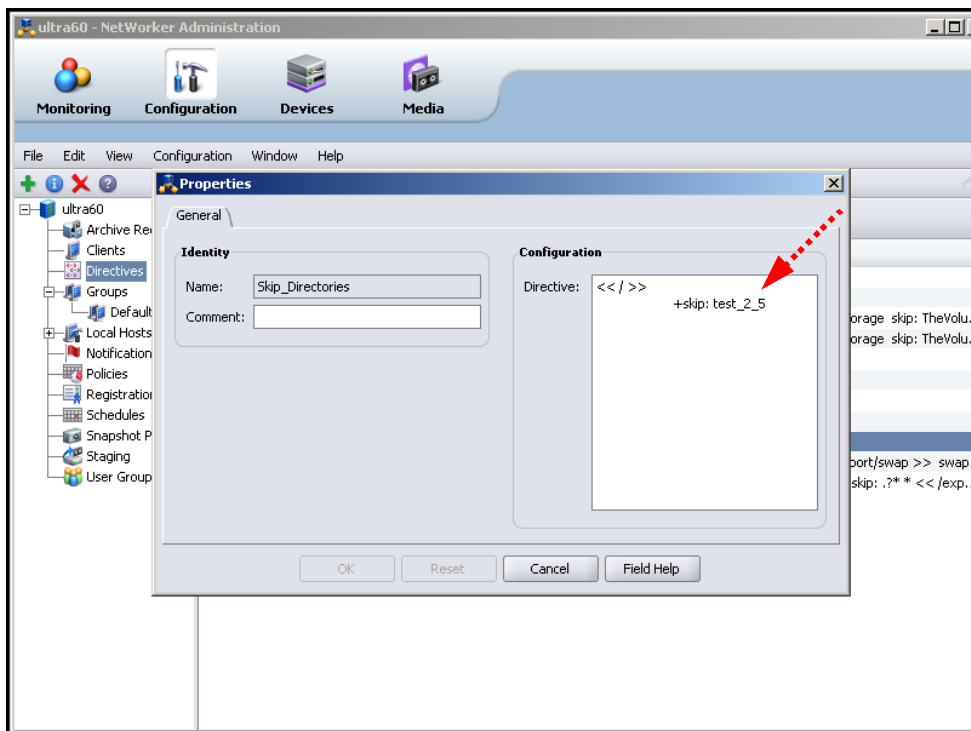 ultra60 - NetWorker Administration
Monitoring
Configuration
Devices
Media
File Edit View Configuration Window Help
Properties
ultra60
Archive Re
Clients
Directives
Groups
Default
Local Hosts
Notification
Policies
Registratio
Schedules
Snapshot P
Staging
User Group
General
Identity
Name: Skip_Directories
Comment:
Configuration
Directive: << / >>
+skip: test_2_5
OK Reset Cancel Field Help
orage skip: TheVolu.
orage skip: TheVolu.
port/swap >> swap.
skip: .?* * << /exp..